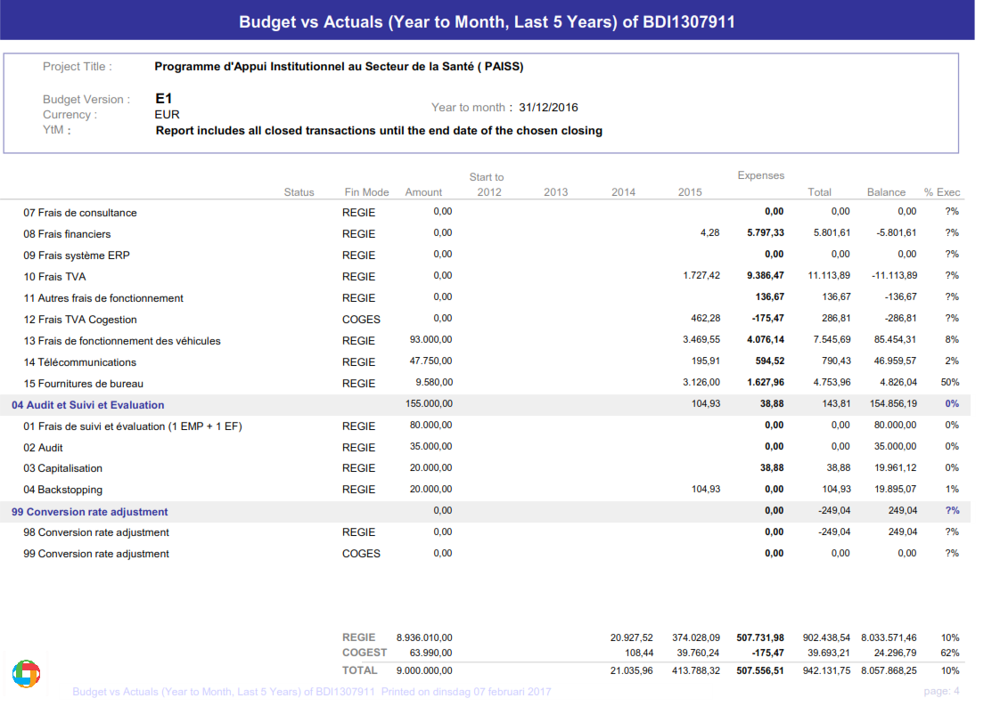 Budget vs Actuals (Year to Month, Last 5 Years) of BDI1307911
Project Title : Programme d'Appui Institutionnel au Secteur de la Santé ( PAISS)
Budget Version : E1
Year to month : 31/12/2016
Currency : EUR
YtM : Report includes all closed transactions until the end date of the chosen closing
Start to Expenses
Status Fin Mode Amount 2012 2013 2014 2015 Total Balance % Exec
07 Frais de consultance REGIE 0,00 0,00 0,00 0,00 ?%
08 Frais financiers REGIE 0,00 4,28 5.797,33 5.801,61 -5.801,61 ?%
09 Frais système ERP REGIE 0,00 0,00 0,00 0,00 ?%
10 Frais TVA REGIE 0,00 1.727,42 9.386,47 11.113,89 -11.113,89 ?%
11 Autres frais de fonctionnement REGIE 0,00 136,67 136,67 -136,67 ?%
12 Frais TVA Cogestion COGES 0,00 462,28 -175,47 286,81 -286,81 ?%
13 Frais de fonctionnement des véhicules REGIE 93.000,00 3.469,55 4.076,14 7.545,69 85.454,31 8%
14 Télécommunications REGIE 47.750,00 195,91 594,52 790,43 46.959,57 2%
15 Fournitures de bureau REGIE 9.580,00 3.126,00 1.627,96 4.753,96 4.826,04 50%
04 Audit et Suivi et Evaluation 155.000,00 104,93 38,88 143,81 154.856,19 0%
01 Frais de suivi et évaluation (1 EMP + 1 EF) REGIE 80.000,00 0,00 0,00 80.000,00 0%
02 Audit REGIE 35.000,00 0,00 0,00 35.000,00 0%
03 Capitalisation REGIE 20.000,00 38,88 38,88 19.961,12 0%
04 Backstopping REGIE 20.000,00 104,93 0,00 104,93 19.895,07 1%
99 Conversion rate adjustment 0,00 0,00 -249,04 249,04 ?%
98 Conversion rate adjustment REGIE 0,00 0,00 -249,04 249,04 ?%
99 Conversion rate adjustment COGES 0,00 0,00 0,00 0,00 ?%
REGIE 8.936.010,00 20.927,52 374.028,09 507.731,98 902.438,54 8.033.571,46 10%
COGEST 63.990,00 108,44 39.760,24 -175,47 39.693,21 24.296,79 62%
TOTAL 9.000.000,00 21.035,96 413.788,32 507.556,51 942.131,75 8.057.868,25 10%
Budget vs Actuals (Year to Month, Last 5 Years) of BDI1307911 Printed on dinsdag 07 februari 2017 page: 4